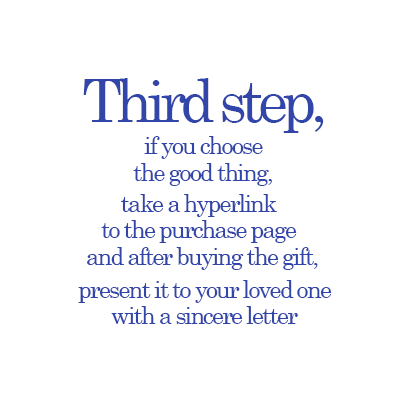 Third step,
if you choose
the good thing,
take a hyperlink
to the purchase page
and after buying the gift,
present it to your loved one
with a sincere letter